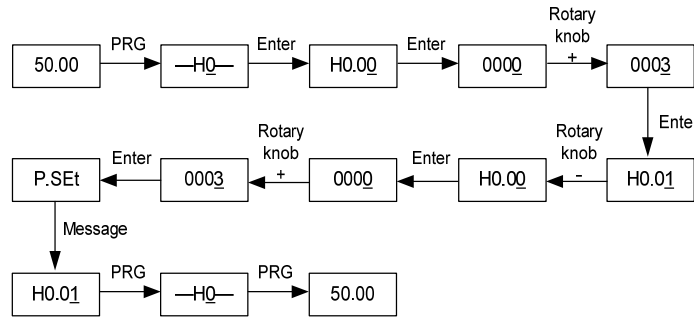 Rotary
knob
PRG
Enter
Enter
+
50.00
—H0—
H0.00
0000
0003
Ente
Rotary
knob
Rotary
knob
Enter
Enter
+
-
P.SEt
0003
0000
H0.00
H0.01
Message
PRG
PRG
H0.01
—H0—
50.00